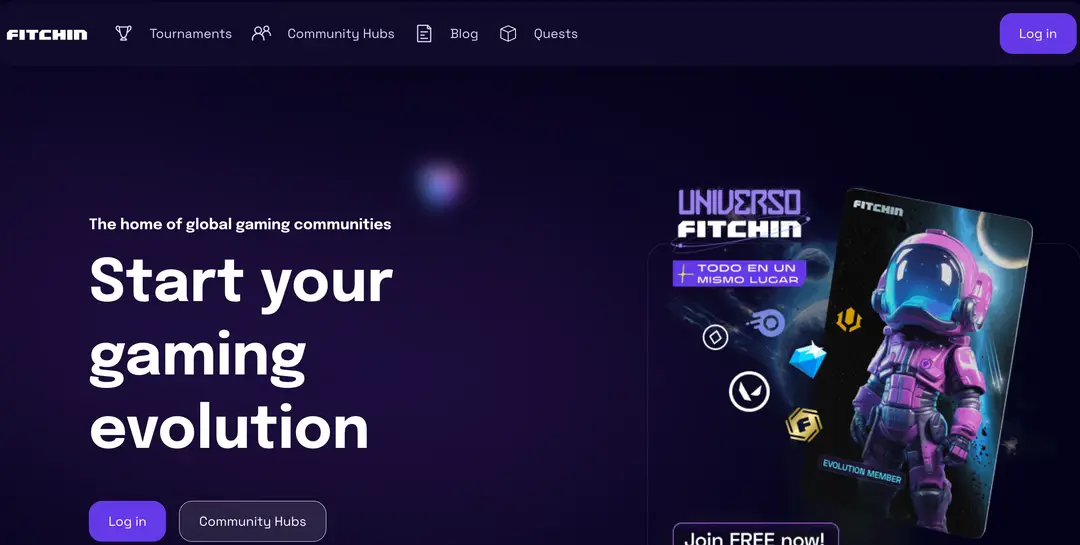 FITCHIN
Tournaments
Community Hubs
Blog
Quests
Log in
The home of global gaming communities
Start your
gaming
evolution
Log in
Community Hubs
UNIVERSO
FITCHIN
TODO EN UN
MISMO LUGAR
FITCHIN
F
EVOLUTION MEMBER
Join FREE now!